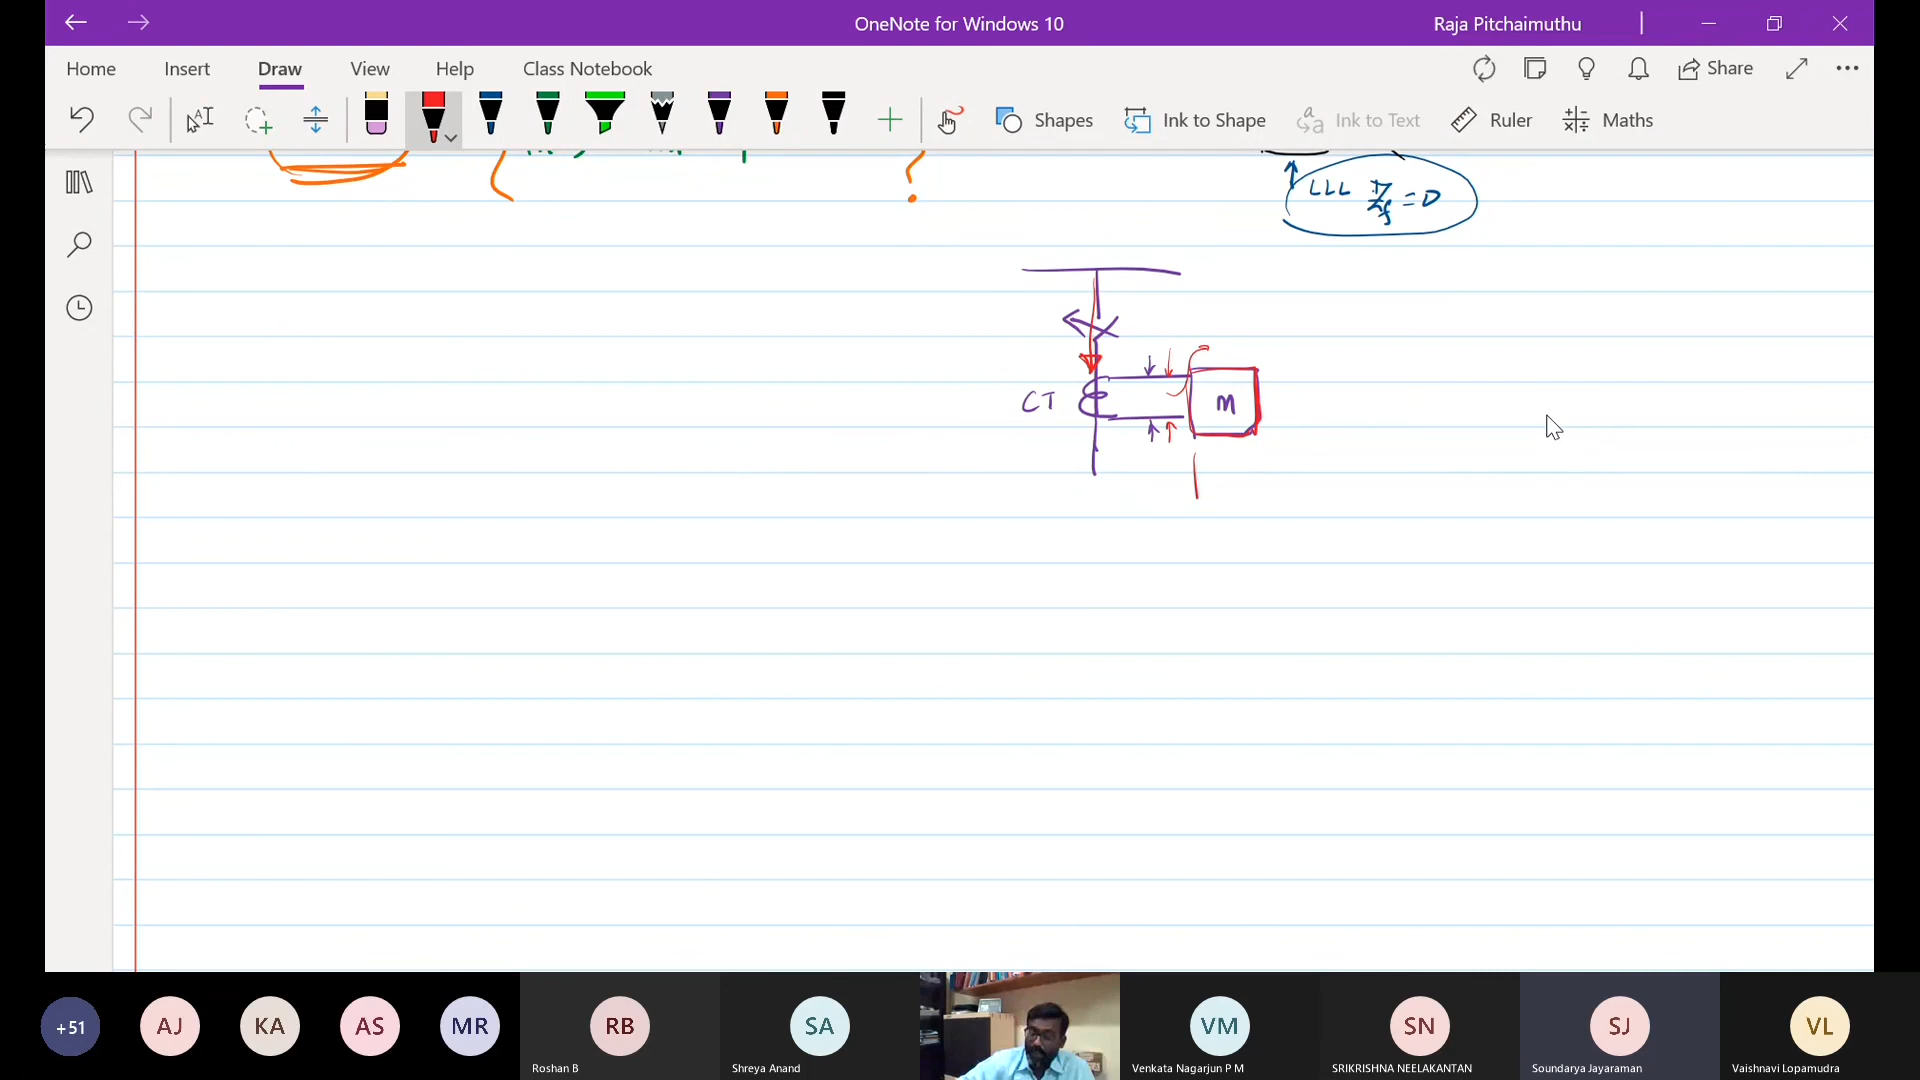 OneNote for Windows 10
Raja Pitchaimuthu
Home Insert Draw View Help Class Notebook
Share
Shapes Ink to Shape Ink to Text Ruler Maths
LLL Zf = 0
CT
M
+51 AJ KA AS MR RB SA VM SN SJ VL
Roshan B Shreya Anand Venkata Nagarjun P M SRIKRISHNA NEELAKANTAN Soundarya Jayaraman Vaishnavi Lopamudra